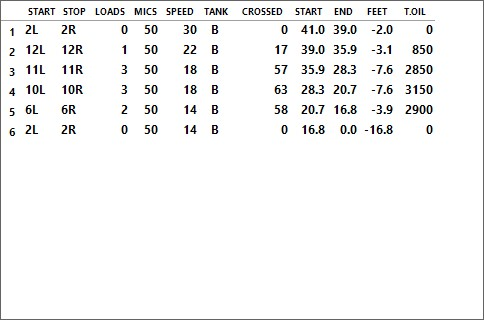 START STOP LOADS MICS SPEED TANK CROSSED START END FEET T.OIL
1 2L 2R 0 50 30 B 0 41.0 39.0 -2.0 0
2 12L 12R 1 50 22 B 17 39.0 35.9 -3.1 850
3 11L 11R 3 50 18 B 57 35.9 28.3 -7.6 2850
4 10L 10R 3 50 18 B 63 28.3 20.7 -7.6 3150
5 6L 6R 2 50 14 B 58 20.7 16.8 -3.9 2900
6 2L 2R 0 50 14 B 0 16.8 0.0 -16.8 0